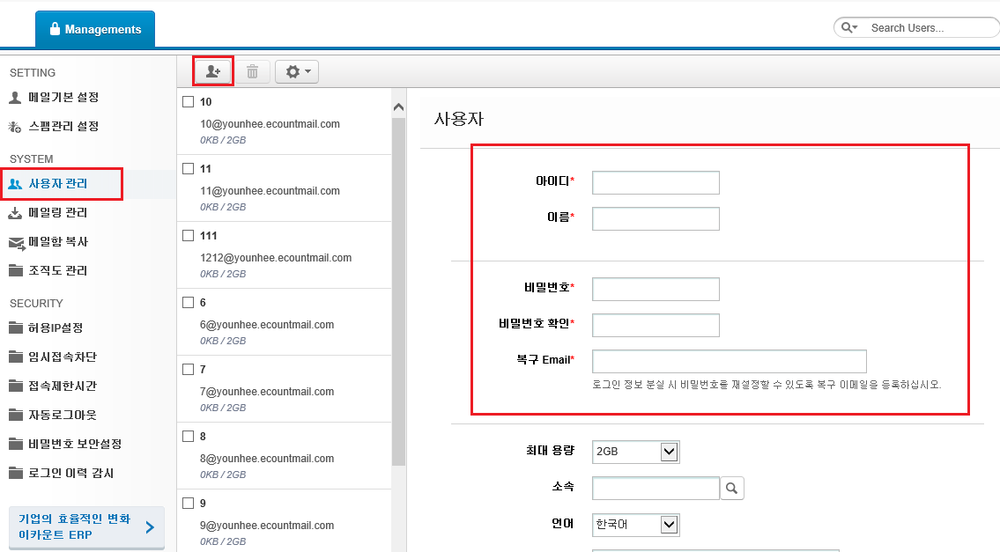 Managements
Search Users...
SETTING
메일기본 설정
스팸관리 설정
SYSTEM
사용자 관리
메일링 관리
메일함 복사
조직도 관리
SECURITY
허용IP설정
임시접속차단
접속제한시간
자동로그아웃
비밀번호 보안설정
로그인 이력 감시
기업의 효율적인 변화
이카운트 ERP
10
10@younhee.ecountmail.com
0KB / 2GB
11
11@younhee.ecountmail.com
0KB / 2GB
111
1212@younhee.ecountmail.com
0KB / 2GB
6
6@younhee.ecountmail.com
0KB / 2GB
7
7@younhee.ecountmail.com
0KB / 2GB
8
8@younhee.ecountmail.com
0KB / 2GB
9
9@younhee.ecountmail.com
0KB / 2GB
사용자
아이디*
이름*
비밀번호*
비밀번호 확인*
복구 Email*
로그인 정보 분실 시 비밀번호를 재설정할 수 있도록 복구 이메일을 등록하십시오.
최대 용량 2GB
소속
언어 한국어